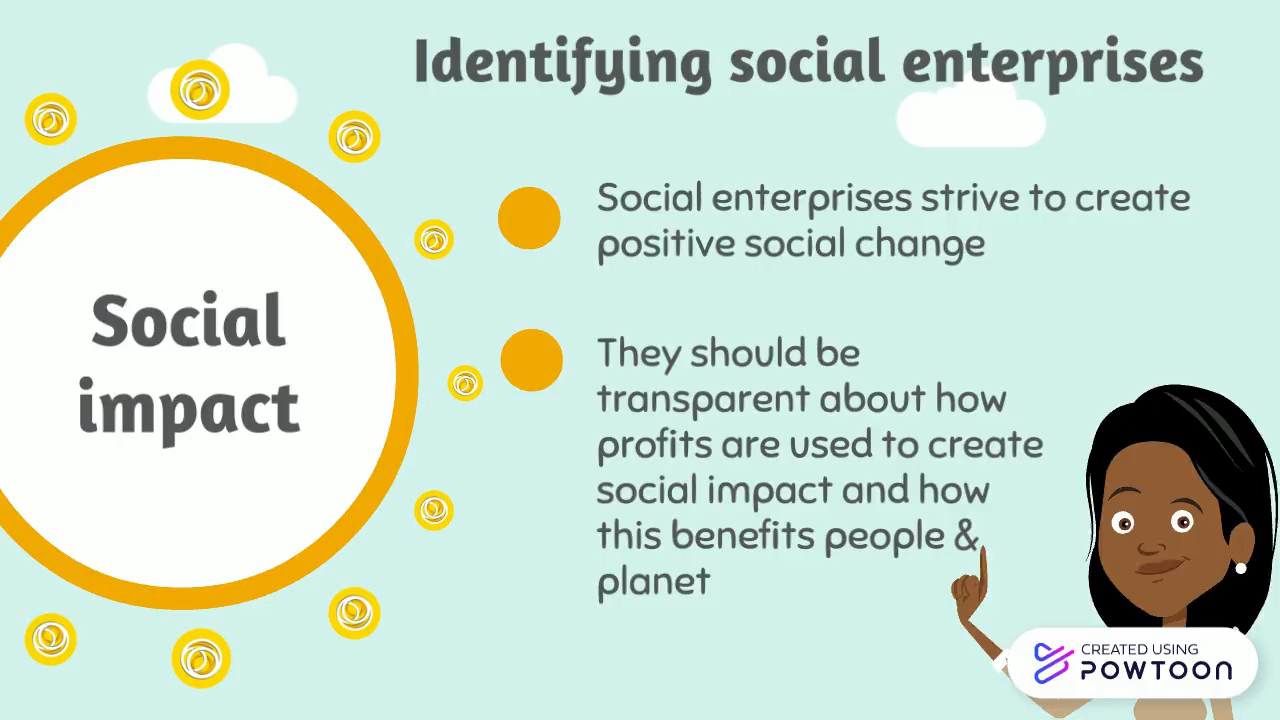 Identifying social enterprises
Social
impact
Social enterprises strive to create
positive social change
They should be
transparent about how
profits are used to create
social impact and how
this benefits people &
planet
CREATED USING
POWTOON